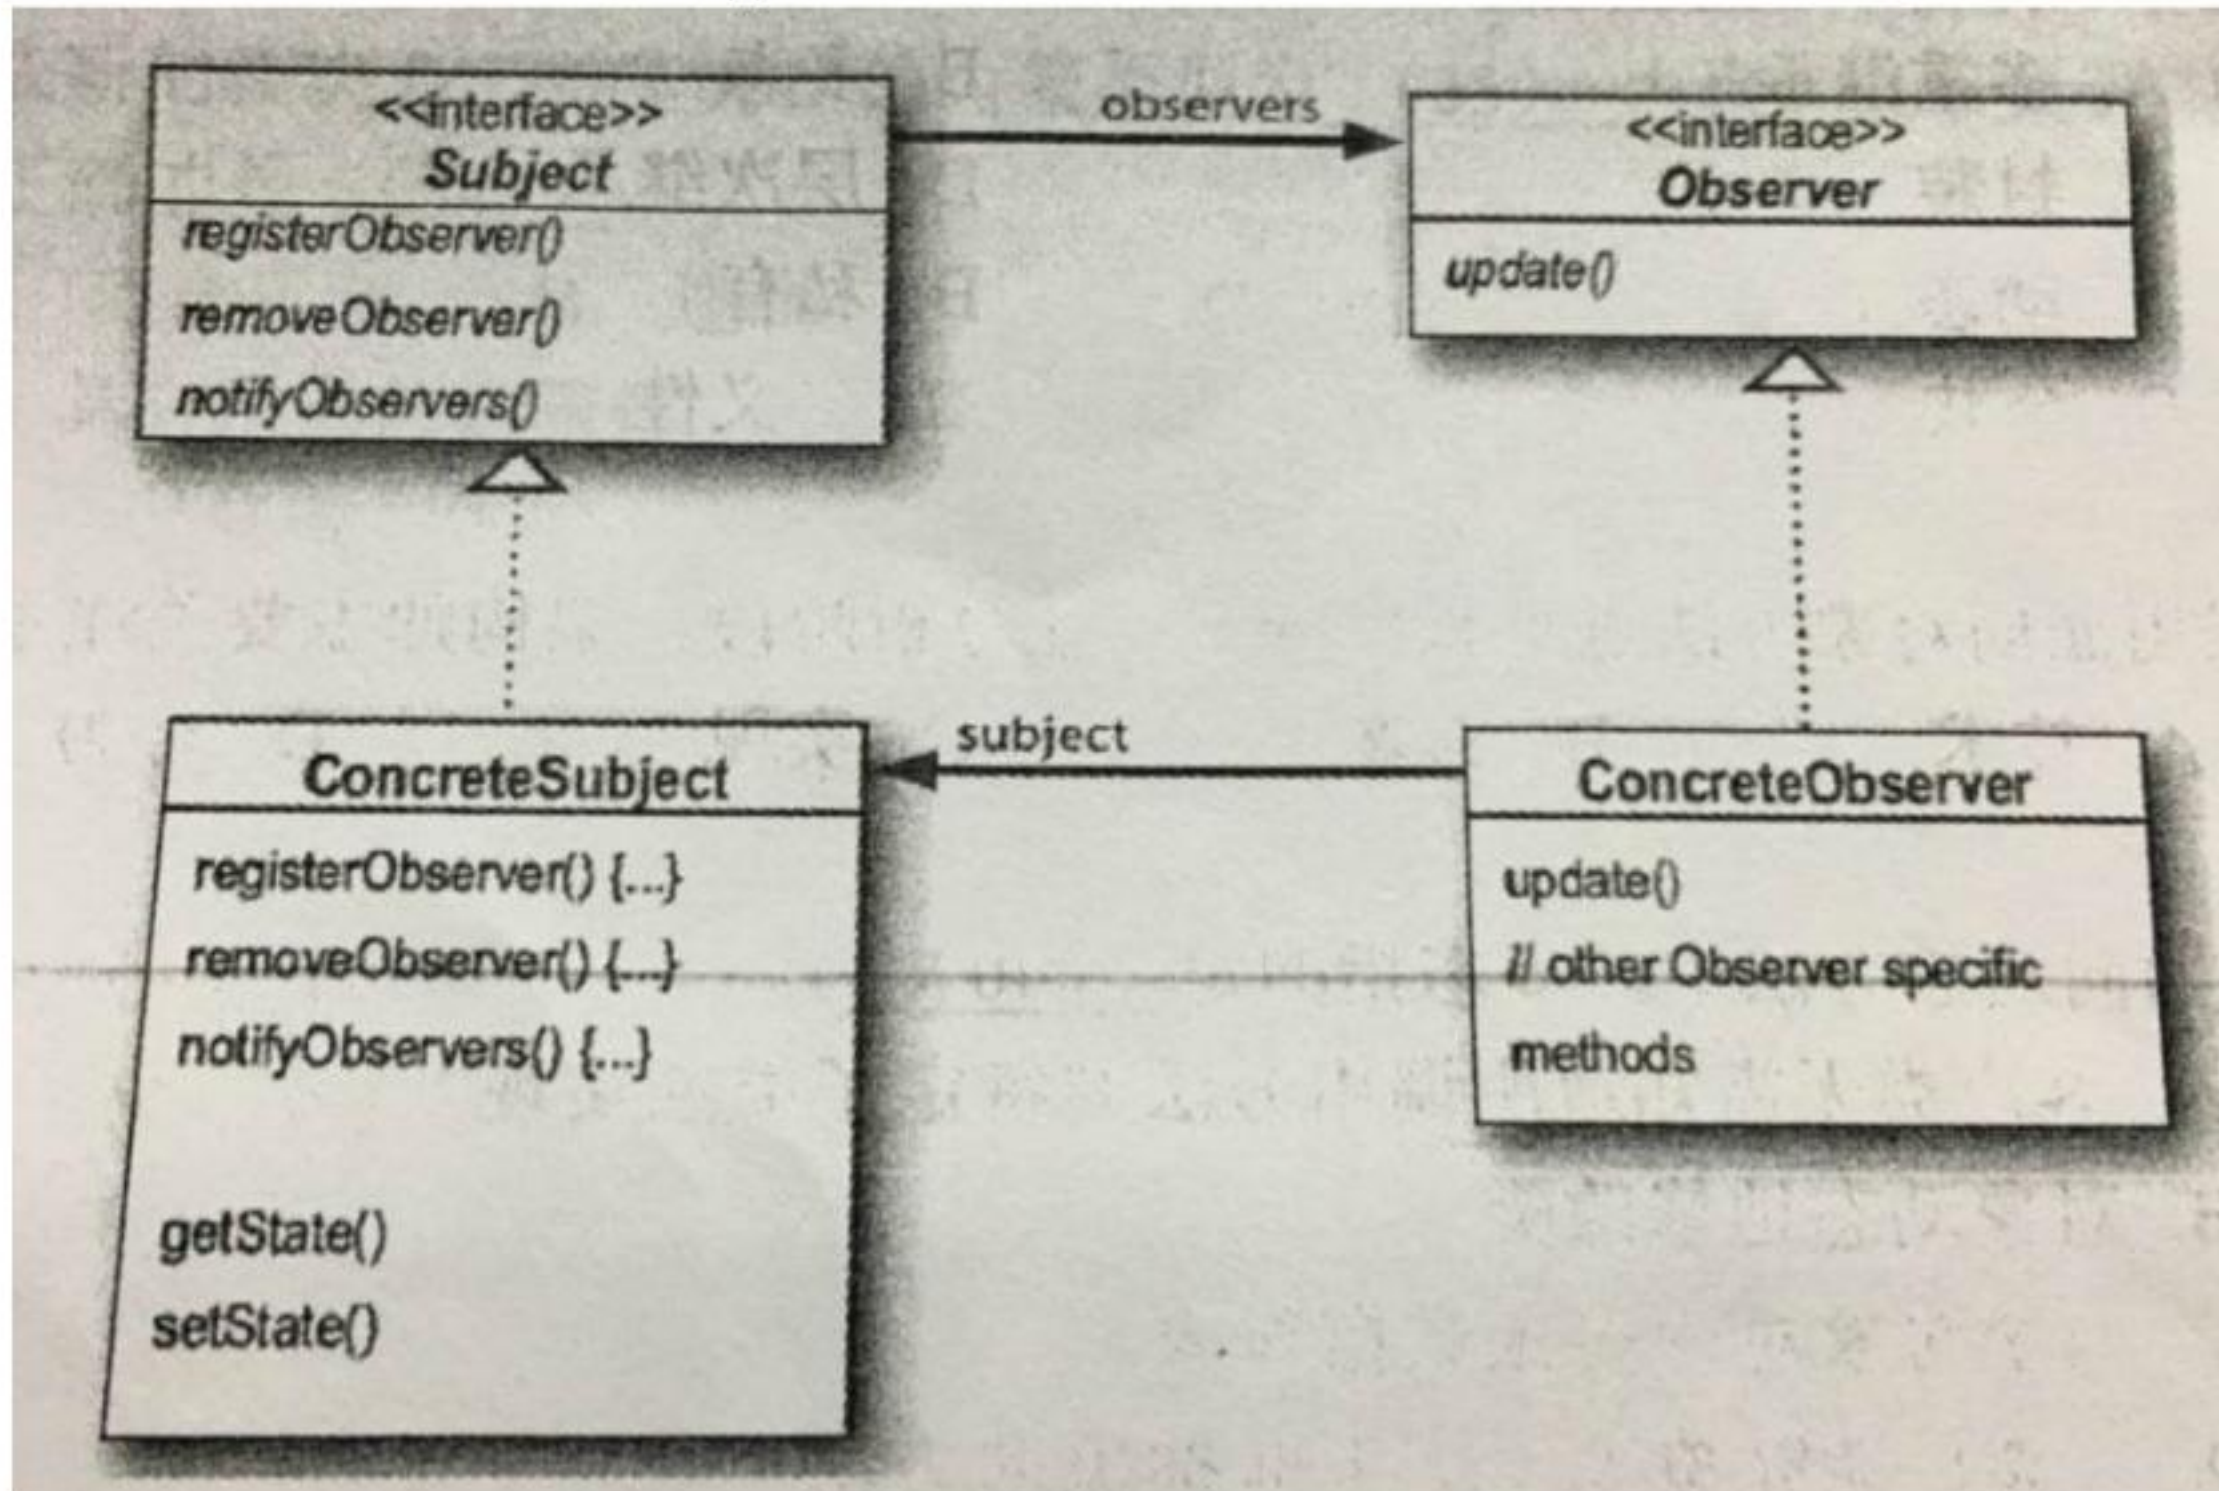 <<interface>>
Subject
registerObserver()
removeObserver()
notifyObservers()
observers
<<interface>>
Observer
update()
ConcreteSubject
registerObserver() {...}
removeObserver() {...}
notifyObservers() {...}
getState()
setState()
subject
ConcreteObserver
update()
// other Observer specific
methods